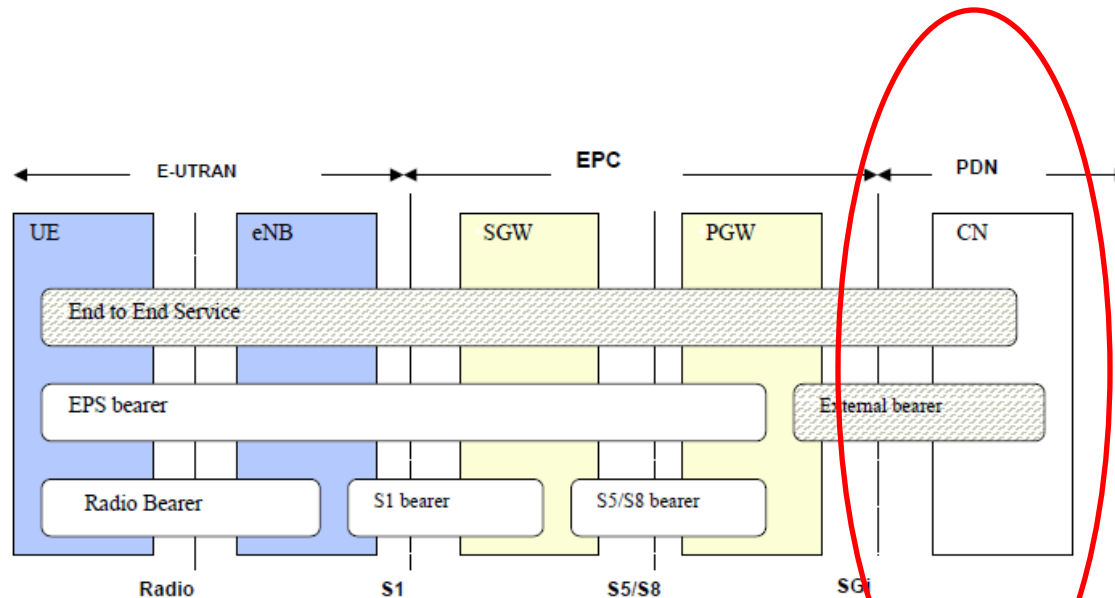 E-UTRAN
EPC
PDN
UE
eNB
SGW
PGW
CN
End to End Service
EPS bearer
External bearer
Radio Bearer
S1 bearer
S5/S8 bearer
Radio
S1
S5/S8
SGi